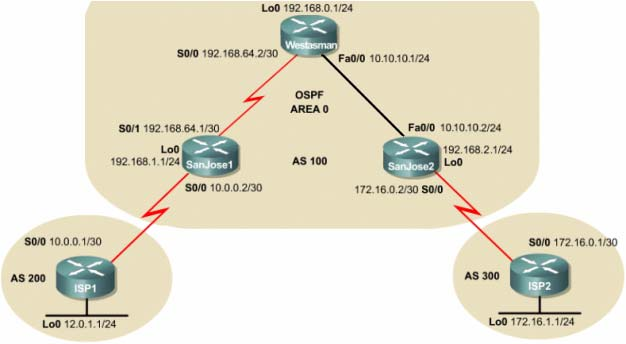 Lo0 192.168.0.1/24
Westasman
S0/0 192.168.64.2/30
Fa0/0 10.10.10.1/24
OSPF
AREA 0
S0/1 192.168.64.1/30
Fa0/0 10.10.10.2/24
Lo0
192.168.1.1/24
SanJose1
AS 100
SanJose2
192.168.2.1/24
Lo0
S0/0 10.0.0.2/30
172.16.0.2/30 S0/0
S0/0 10.0.0.1/30
S0/0 172.16.0.1/30
AS 200
ISP1
AS 300
ISP2
Lo0 12.0.1.1/24
Lo0 172.16.1.1/24